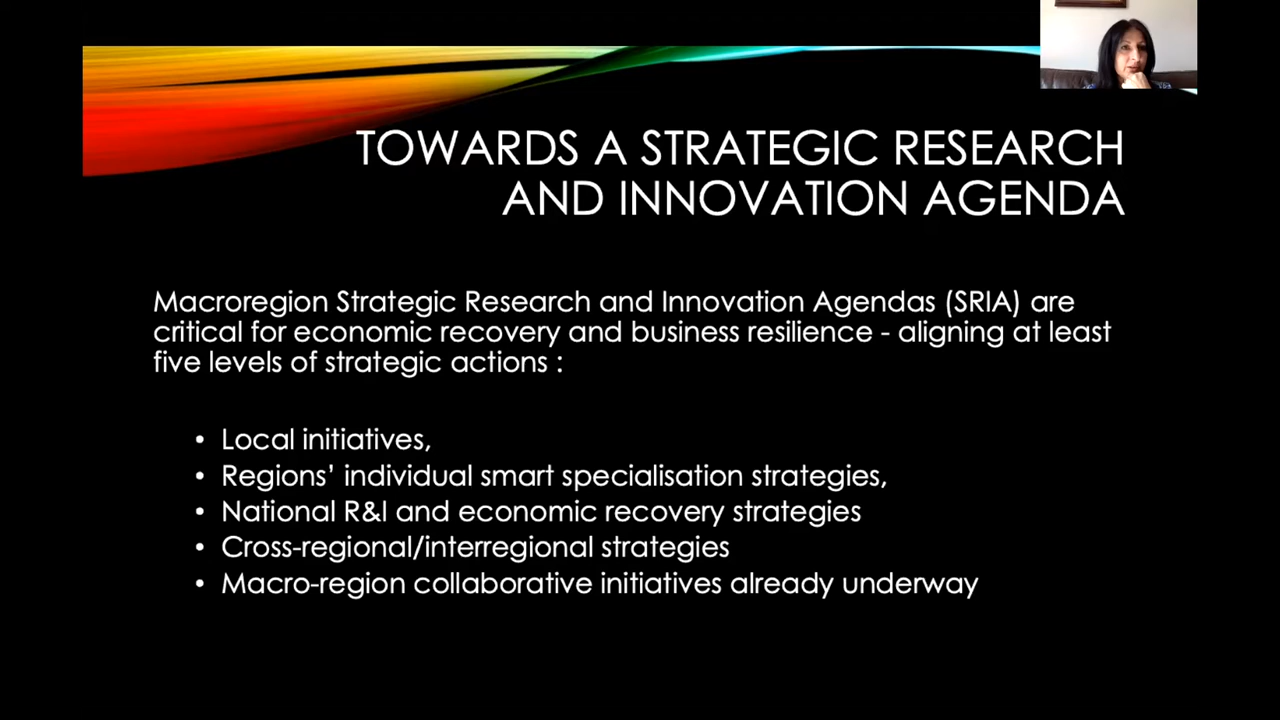 TOWARDS A STRATEGIC RESEARCH
AND INNOVATION AGENDA
Macroregion Strategic Research and Innovation Agendas (SRIA) are
critical for economic recovery and business resilience - aligning at least
five levels of strategic actions :
• Local initiatives,
• Regions’ individual smart specialisation strategies,
• National R&I and economic recovery strategies
• Cross-regional/interregional strategies
• Macro-region collaborative initiatives already underway